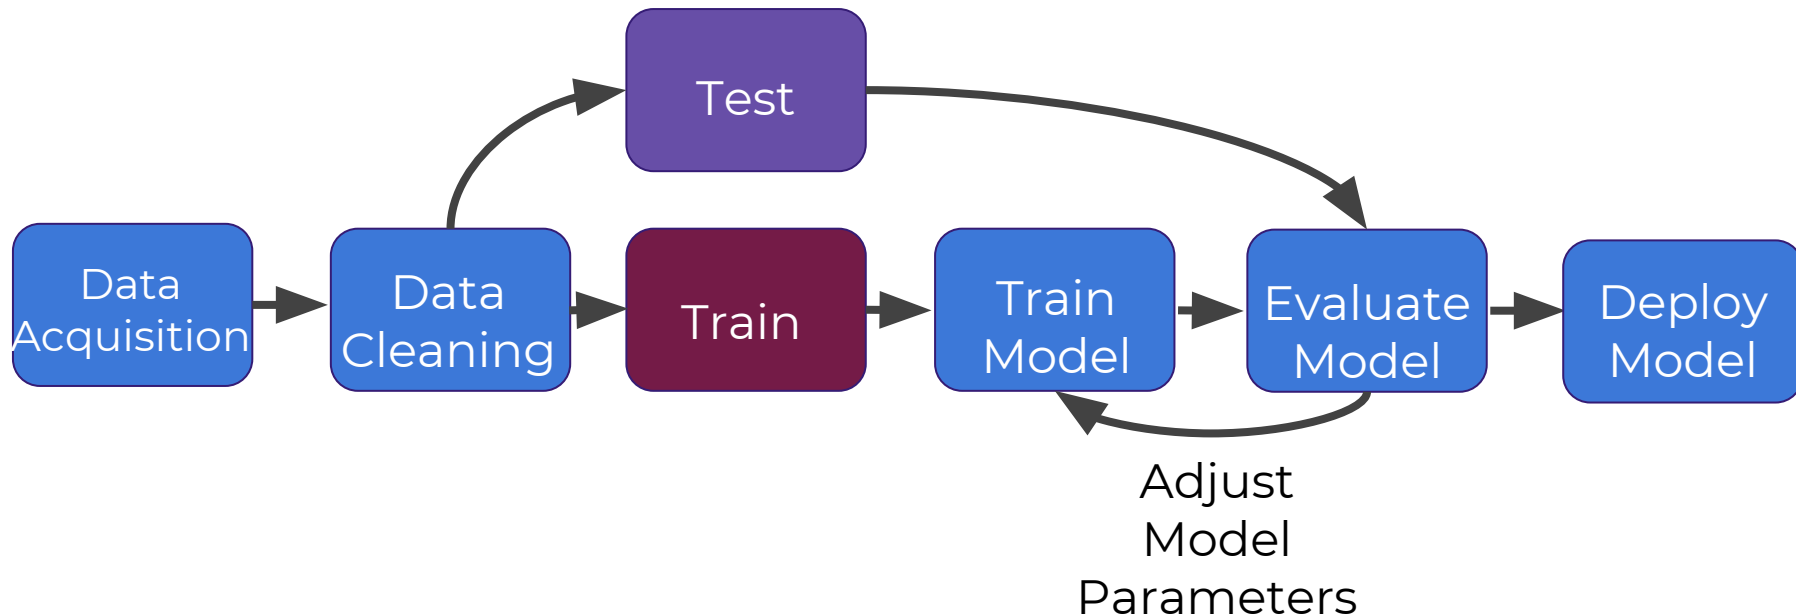 Test
Data
Acquisition
Data
Cleaning
Train
Train
Model
Evaluate
Model
Deploy
Model
Adjust
Model
Parameters